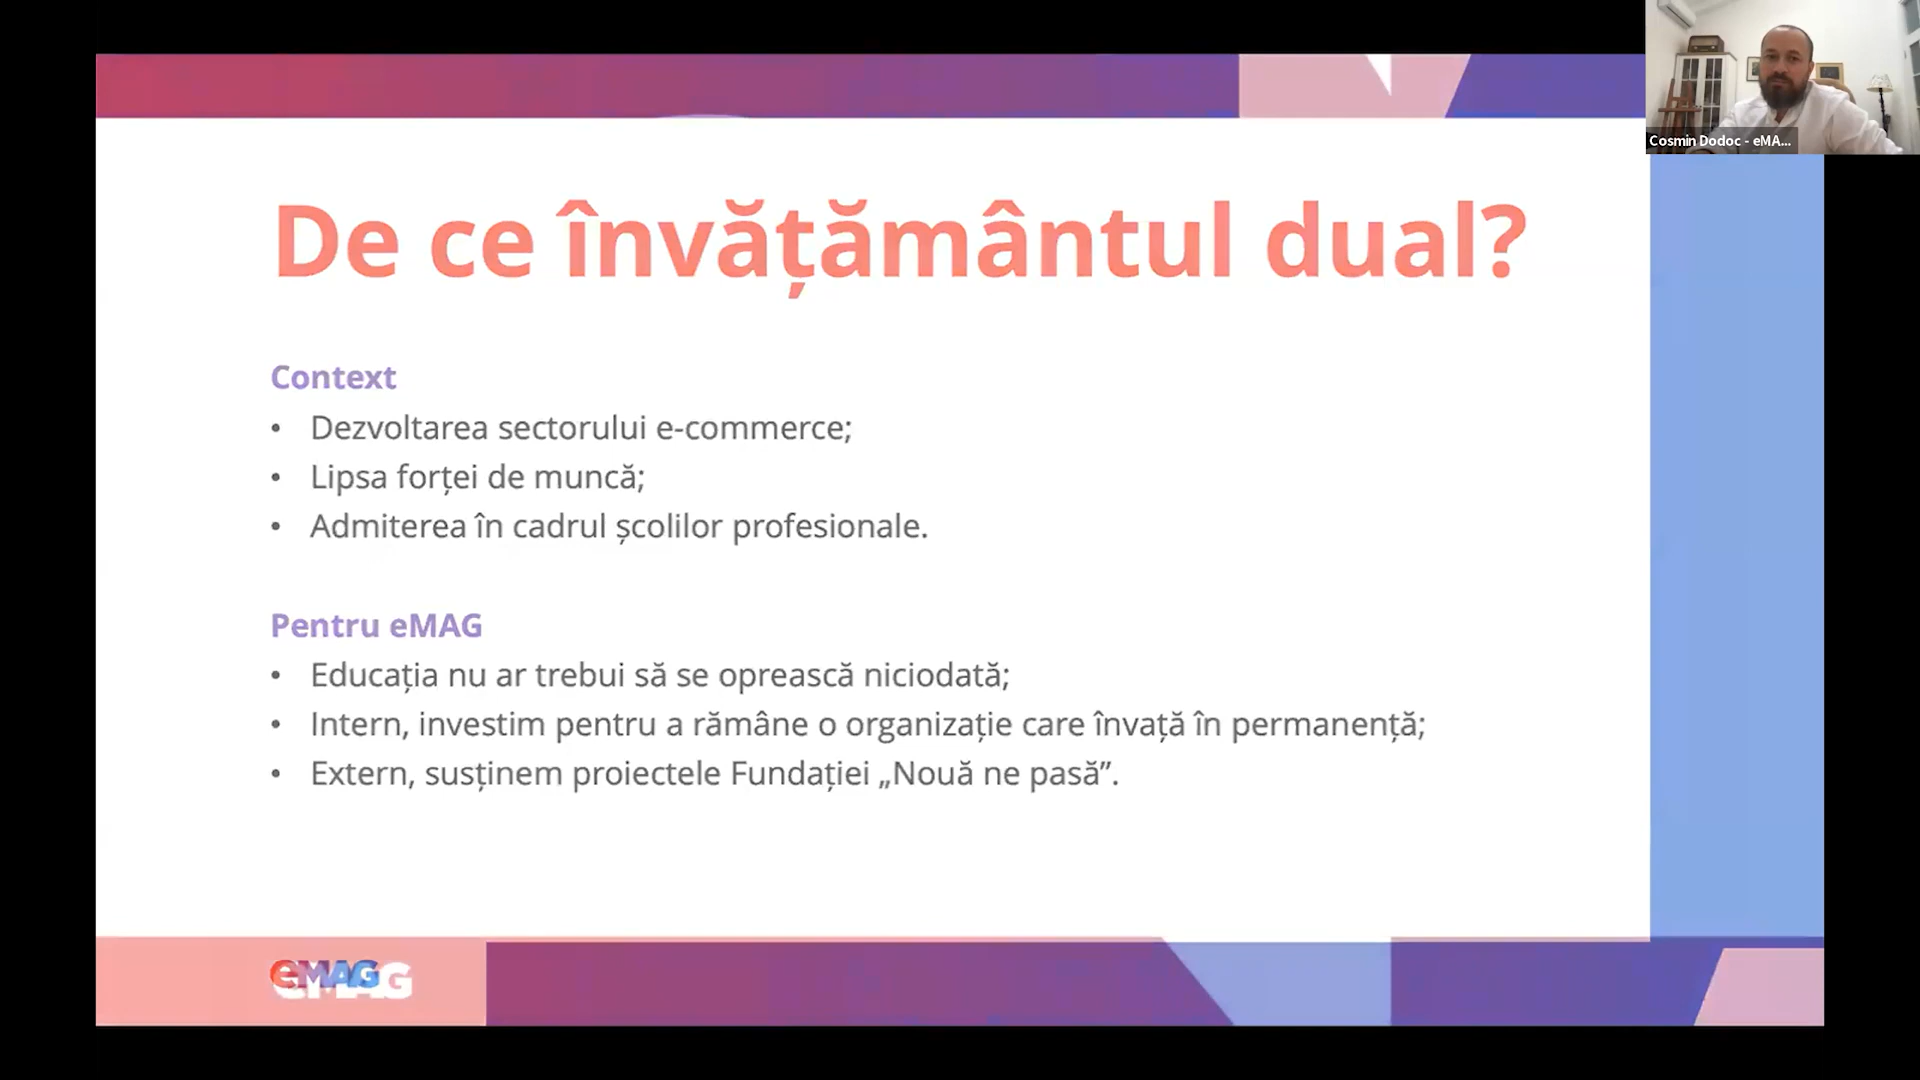 Cosmin Dodoc - eMA...
De ce învățământul dual?
Context
• Dezvoltarea sectorului e-commerce;
• Lipsa forței de muncă;
• Admiterea în cadrul școlilor profesionale.
Pentru eMAG
• Educația nu ar trebui să se oprească niciodată;
• Intern, investim pentru a rămâne o organizație care învață în permanență;
• Extern, susținem proiectele Fundației „Nouă ne pasă”.
eMAG